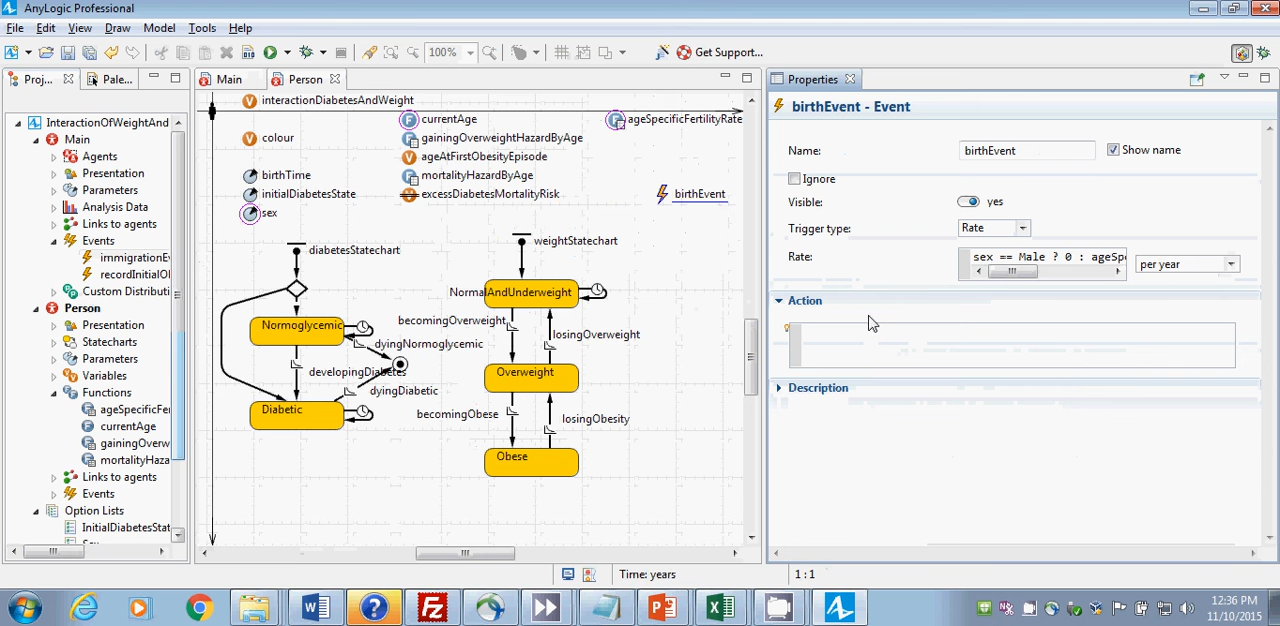 AnyLogic Professional
File Edit View Draw Model Tools Help
100% Get Support...
Proj... Pale... Main Person Properties
InteractionOfWeightAnd
Main
Agents
Presentation
Parameters
Analysis Data
Links to agents
Events
immigrationE
recordInitialO
Custom Distributi
Person
Presentation
Statecharts
Parameters
Variables
Functions
ageSpecificFer
currentAge
gainingOverw
mortalityHaza
Links to agents
Events
Option Lists
InitialDiabetesStat
interactionDiabetesAndWeight
currentAge
ageSpecificFertilityRate
colour
gainingOverweightHazardByAge
ageAtFirstObesityEpisode
birthTime
mortalityHazardByAge
initialDiabetesState
excessDiabetesMortalityRisk
birthEvent
sex
diabetesStatechart
weightStatechart
NormalAndUnderweight
Normoglycemic
becomingOverweight
losingOverweight
dyingNormoglycemic
developingDiabetes
Overweight
dyingDiabetic
Diabetic
becomingObese
losingObesity
Obese
birthEvent - Event
Name: birthEvent Show name
Ignore
Visible: yes
Trigger type: Rate
Rate: sex == Male ? 0 : ageSpe per year
Action
Description
Time: years 1:1
12:36 PM
11/10/2015